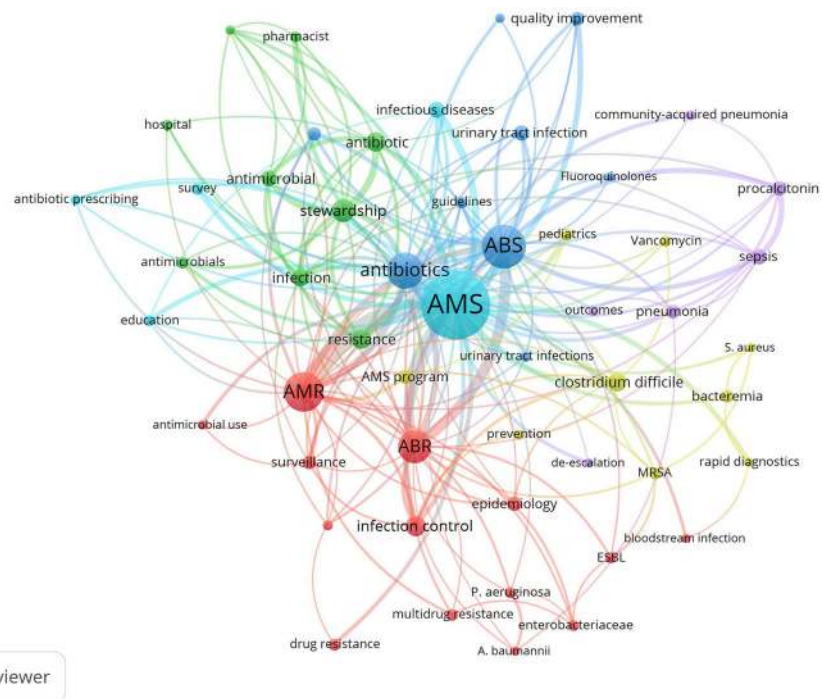 quality improvement
pharmacist
infectious diseases
community-acquired pneumonia
hospital
urinary tract infection
antibiotic
Fluoroquinolones
antimicrobial
survey
procalcitonin
antibiotic prescribing
guidelines
stewardship
pediatrics
Vancomycin
ABS
sepsis
antimicrobials
antibiotics
infection
AMS
outcomes
pneumonia
education
resistance
S. aureus
urinary tract infections
AMS program
clostridium difficile
AMR
bacteremia
antimicrobial use
prevention
ABR
surveillance
de-escalation
rapid diagnostics
MRSA
epidemiology
infection control
bloodstream infection
ESBL
P. aeruginosa
multidrug resistance
enterobacteriaceae
drug resistance
A. baumannii
viewer